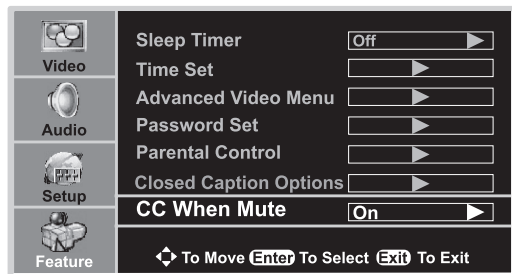 Video
Audio
Setup
Feature
Sleep Timer Off
Time Set
Advanced Video Menu
Password Set
Parental Control
Closed Caption Options
CC When Mute On
To Move Enter To Select Exit To Exit